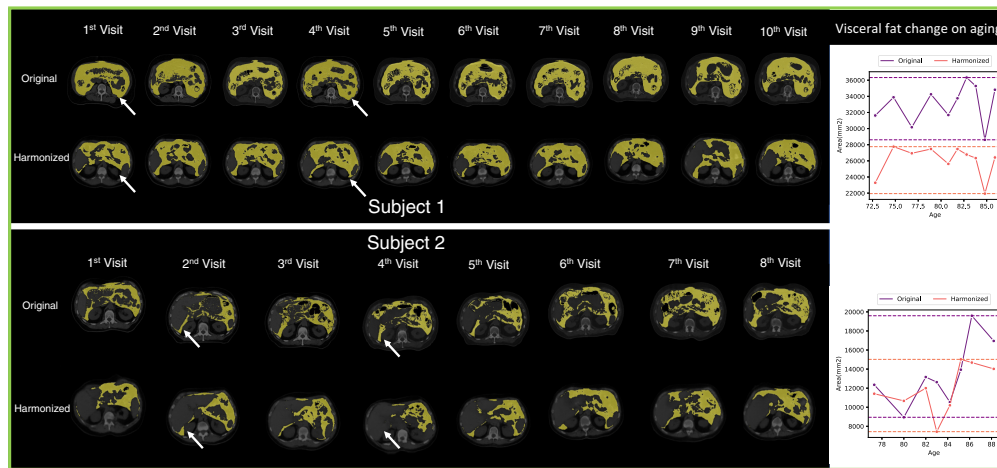 1st Visit 2nd Visit 3rd Visit 4th Visit 5th Visit 6th Visit 7th Visit 8th Visit 9th Visit 10th Visit
Original
Harmonized
Subject 1
Visceral fat change on aging
Original Harmonized
36000
34000
32000
30000
28000
26000
24000
22000
Area(mm2)
72.5 75.0 77.5 80.0 82.5 85.0
Age
Subject 2
1st Visit 2nd Visit 3rd Visit 4th Visit 5th Visit 6th Visit 7th Visit 8th Visit
Original
Harmonized
Original Harmonized
20000
18000
16000
14000
12000
10000
8000
Area(mm2)
78 80 82 84 86 88
Age